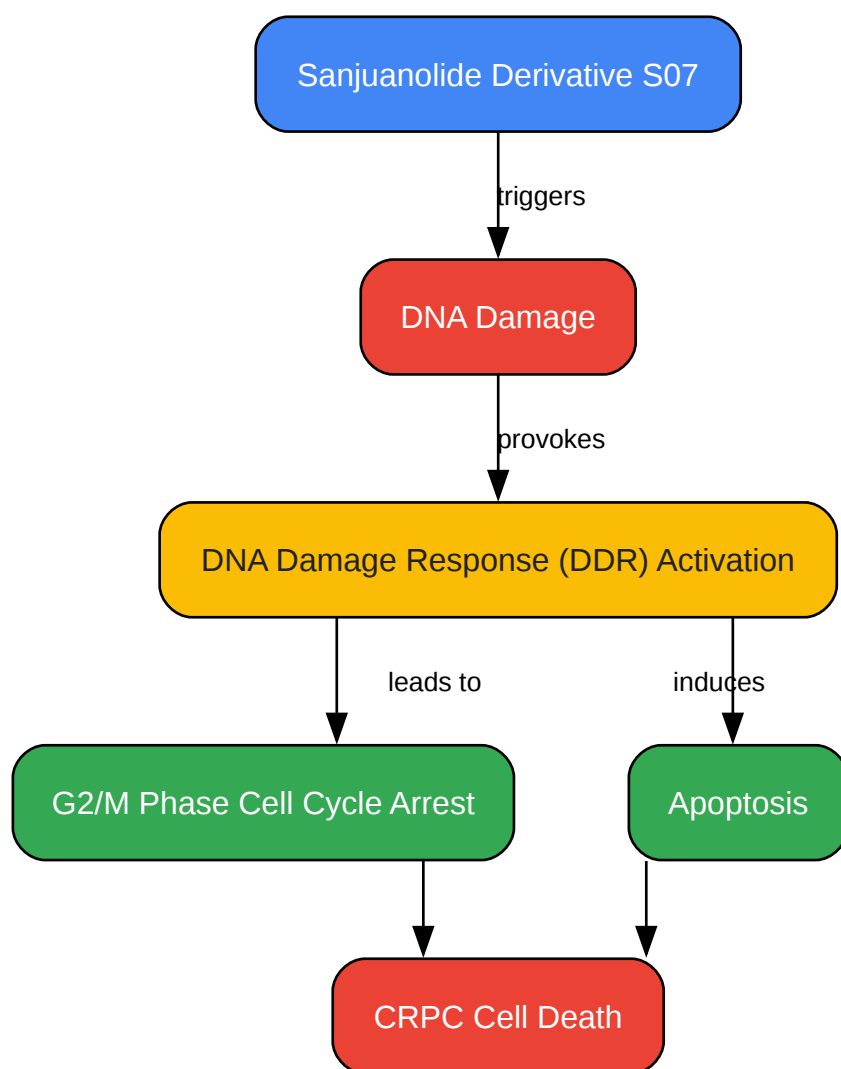 Sanjuanolide Derivative S07
triggers
DNA Damage
provokes
DNA Damage Response (DDR) Activation
leads to
induces
G2/M Phase Cell Cycle Arrest
Apoptosis
CRPC Cell Death